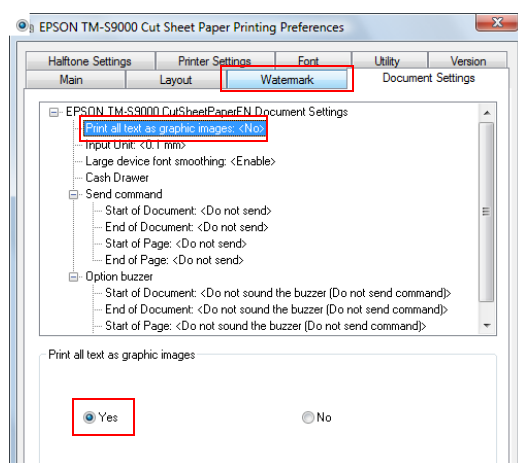 EPSON TM-S9000 Cut Sheet Paper Printing Preferences
Halftone Settings Printer Settings Font Utility Version
Main Layout Watermark Document Settings
EPSON TM-S9000 CutSheetPaperEN Document Settings
Print all text as graphic images: <No>
Input Unit: <0.1 mm>
Large device font smoothing: <Enable>
Cash Drawer
Send command
Start of Document: <Do not send>
End of Document: <Do not send>
Start of Page: <Do not send>
End of Page: <Do not send>
Option buzzer
Start of Document: <Do not sound the buzzer (Do not send command)>
End of Document: <Do not sound the buzzer (Do not send command)>
Start of Page: <Do not sound the buzzer (Do not send command)>
Print all text as graphic images
Yes No